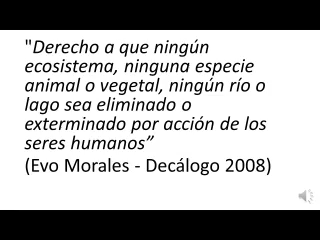 "Derecho a que ningún
ecosistema, ninguna especie
animal o vegetal, ningún río o
lago sea eliminado o
exterminado por acción de los
seres humanos”
(Evo Morales - Decálogo 2008)